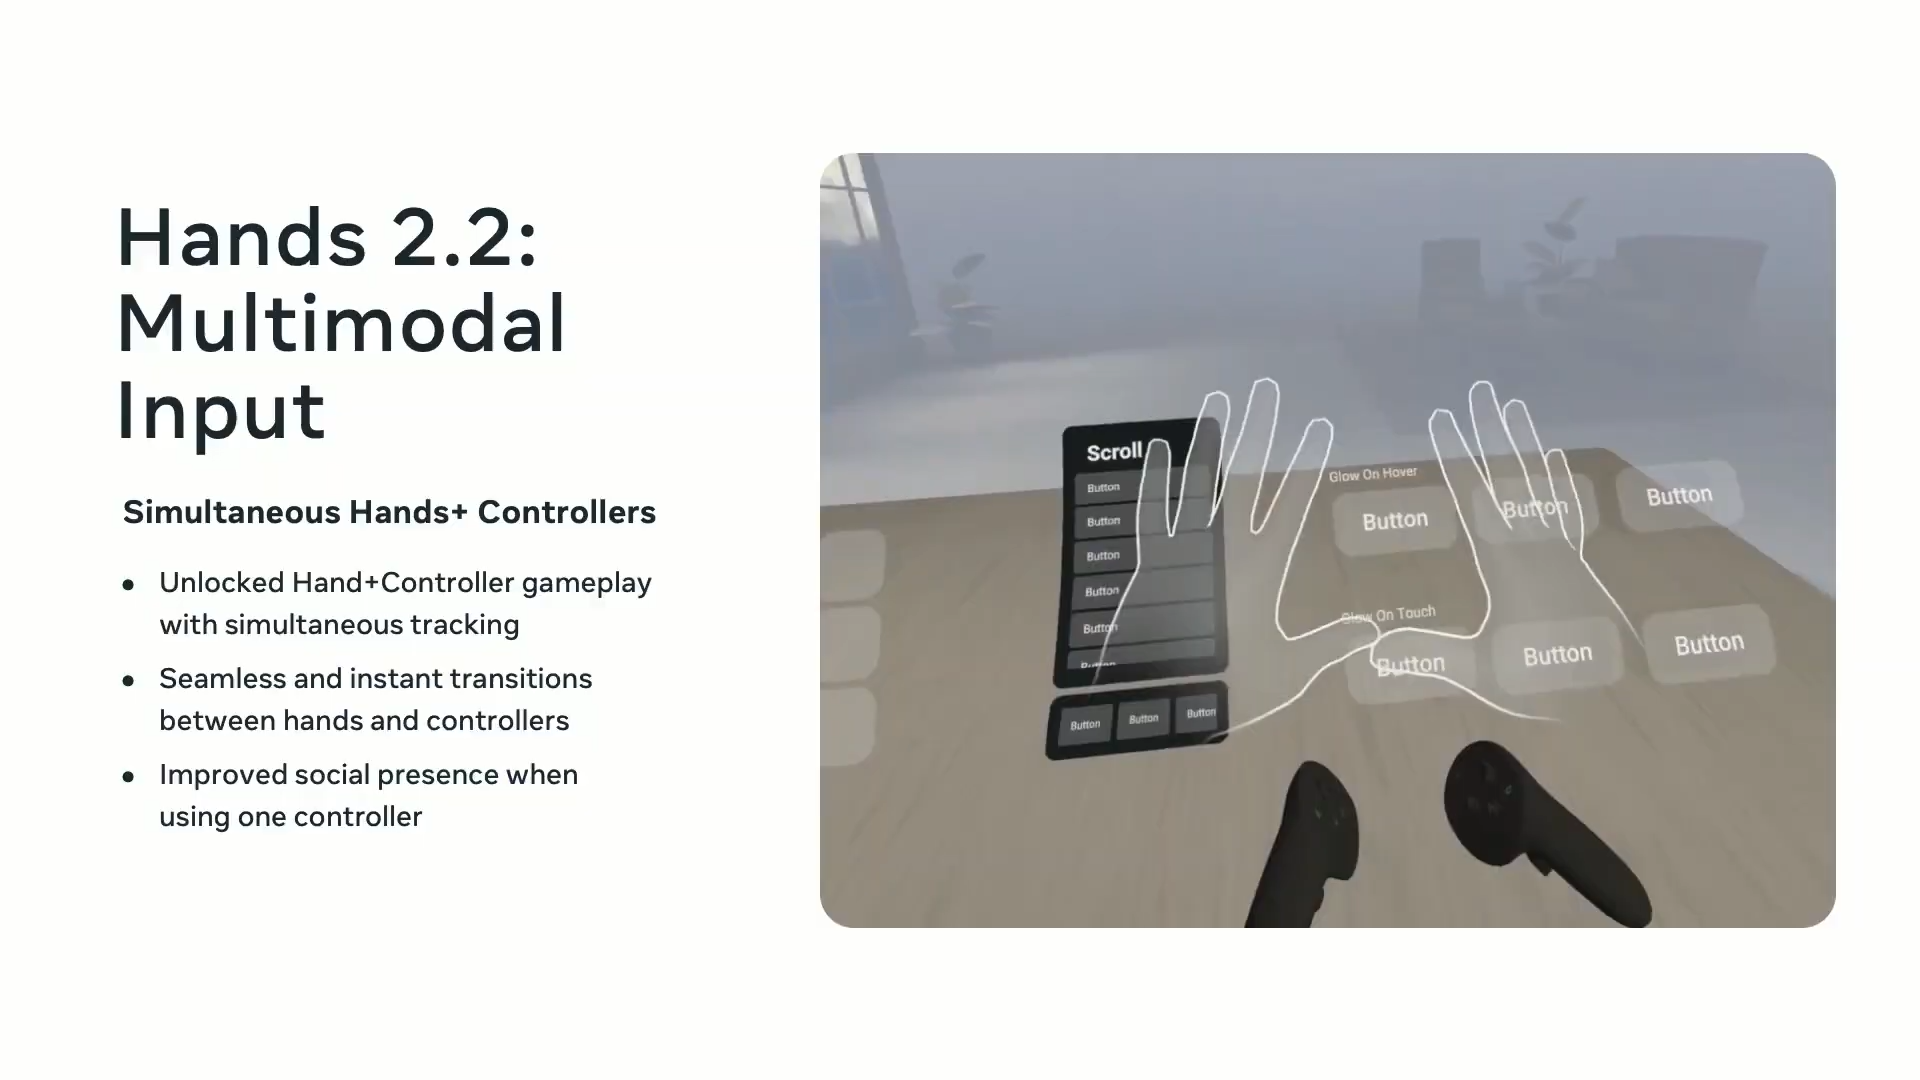 Hands 2.2:
Multimodal
Input
Simultaneous Hands+ Controllers
• Unlocked Hand+Controller gameplay
with simultaneous tracking
• Seamless and instant transitions
between hands and controllers
• Improved social presence when
using one controller
Scroll
Button
Button
Button
Button
Button
Button
Button Button Button
Glow On Hover
Button Button Button
Glow On Touch
Button Button Button